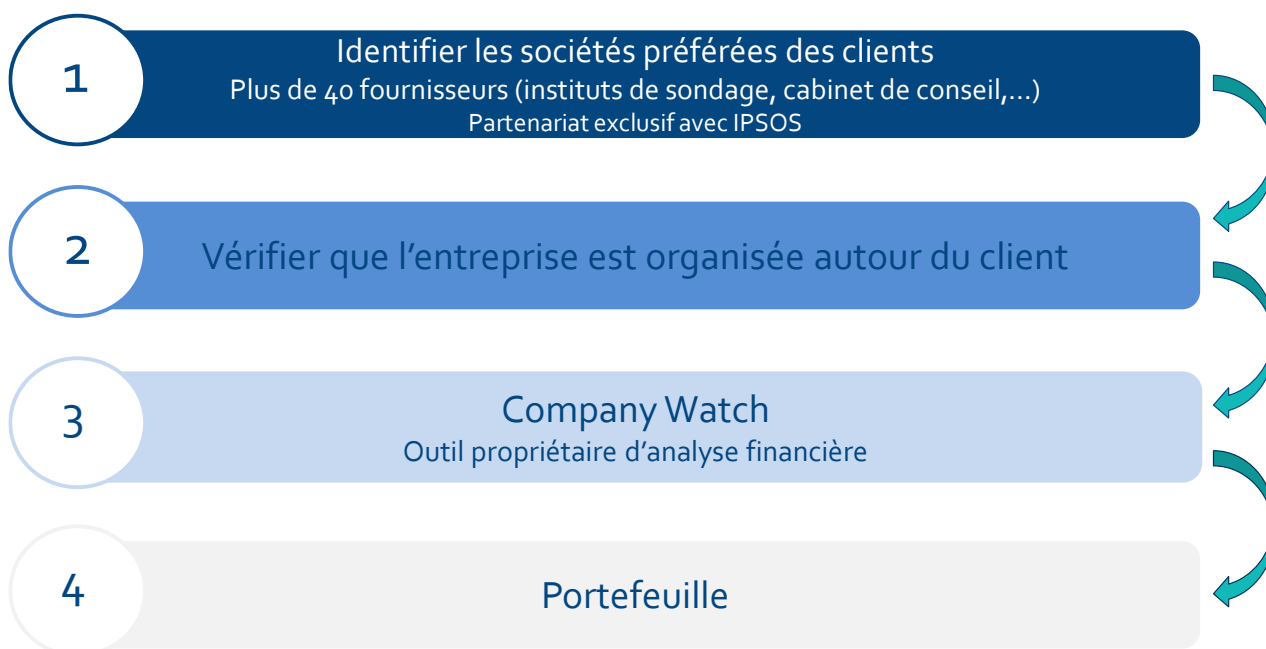 1
Identifier les sociétés préférées des clients
Plus de 40 fournisseurs (instituts de sondage, cabinet de conseil,...)
Partenariat exclusif avec IPSOS
2
Vérifier que l’entreprise est organisée autour du client
3
Company Watch
Outil propriétaire d’analyse financière
4
Portefeuille